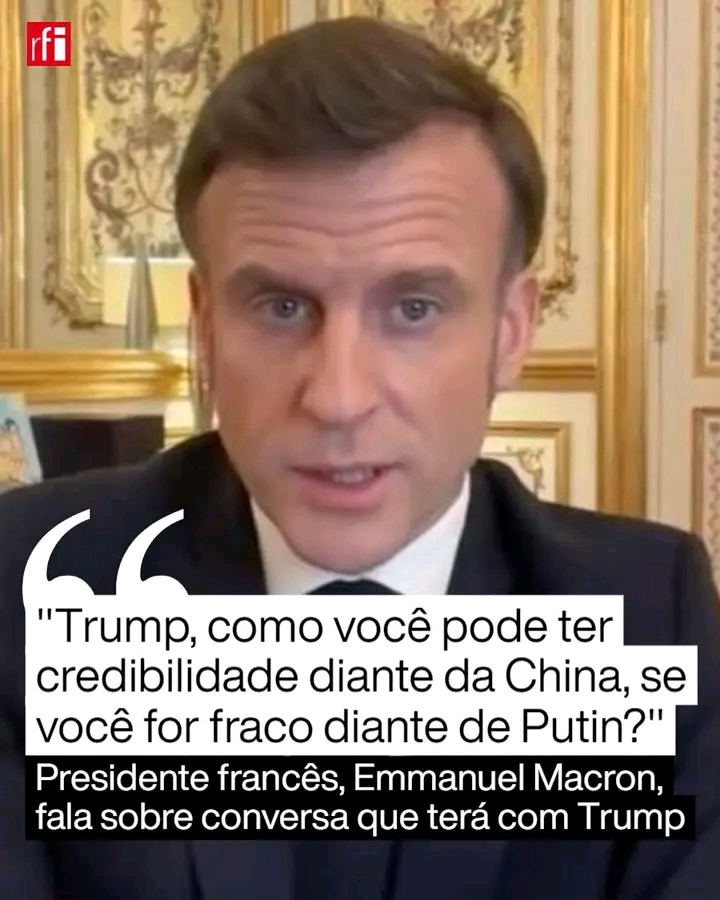 rfi
"Trump, como você pode ter
credibilidade diante da China, se
você for fraco diante de Putin?"
Presidente francês, Emmanuel Macron,
fala sobre conversa que terá com Trump